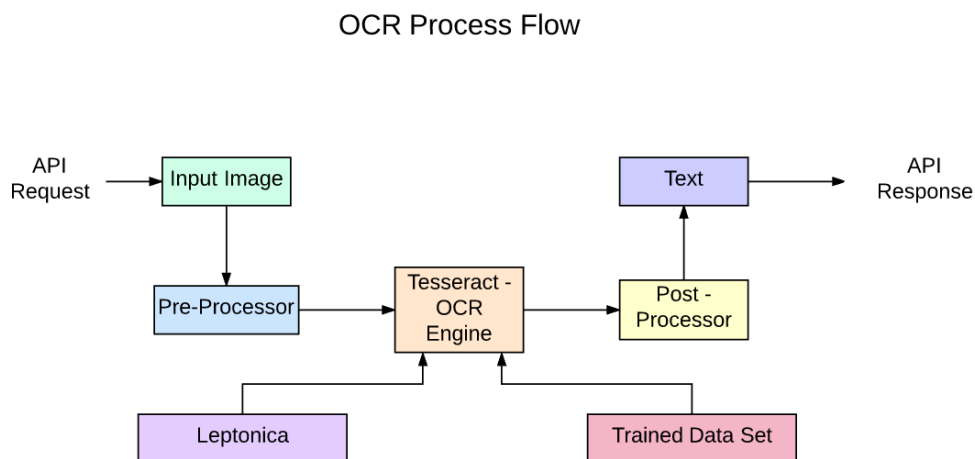 OCR Process Flow
API
Request
Input Image
Text
API
Response
Pre-Processor
Tesseract -
OCR
Engine
Post -
Processor
Leptonica
Trained Data Set